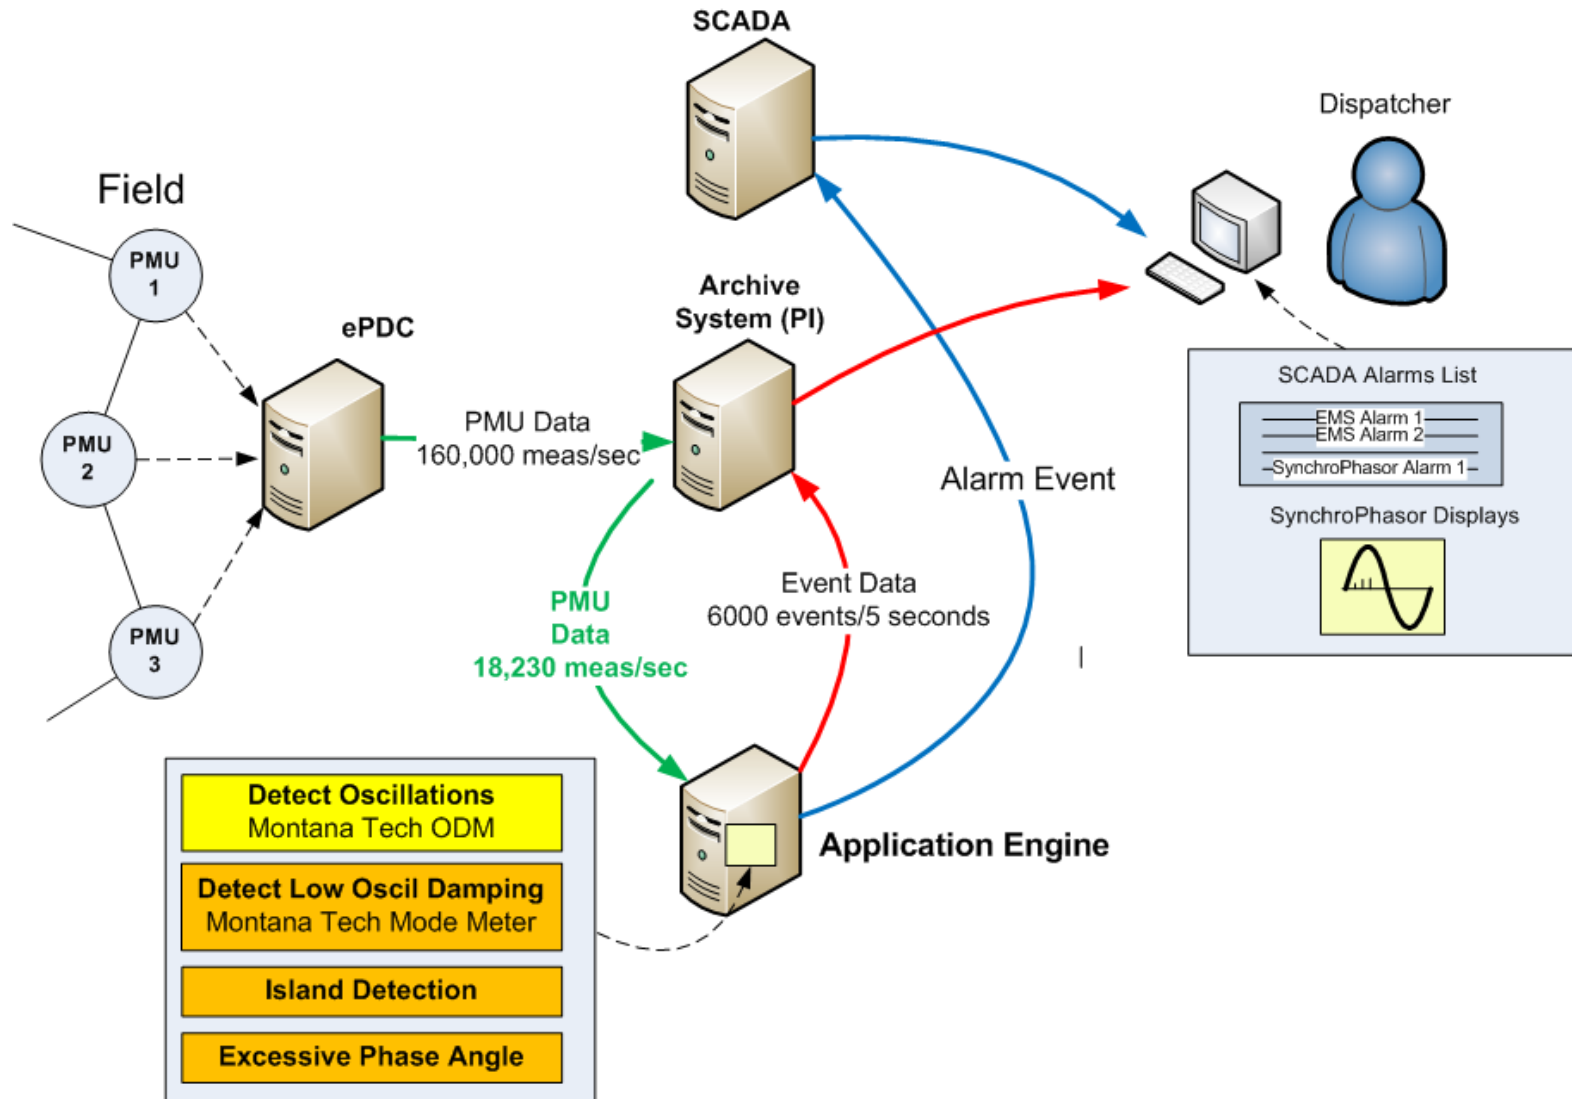 SCADA
Dispatcher
Field
PMU
1
ePDC
Archive
System (PI)
PMU
2
PMU Data
160,000 meas/sec
SCADA Alarms List
EMS Alarm 1
EMS Alarm 2
SynchroPhasor Alarm 1
SynchroPhasor Displays
Alarm Event
PMU
3
PMU
Data
18,230 meas/sec
Event Data
6000 events/5 seconds
Detect Oscillations
Montana Tech ODM
Detect Low Oscil Damping
Montana Tech Mode Meter
Island Detection
Excessive Phase Angle
Application Engine